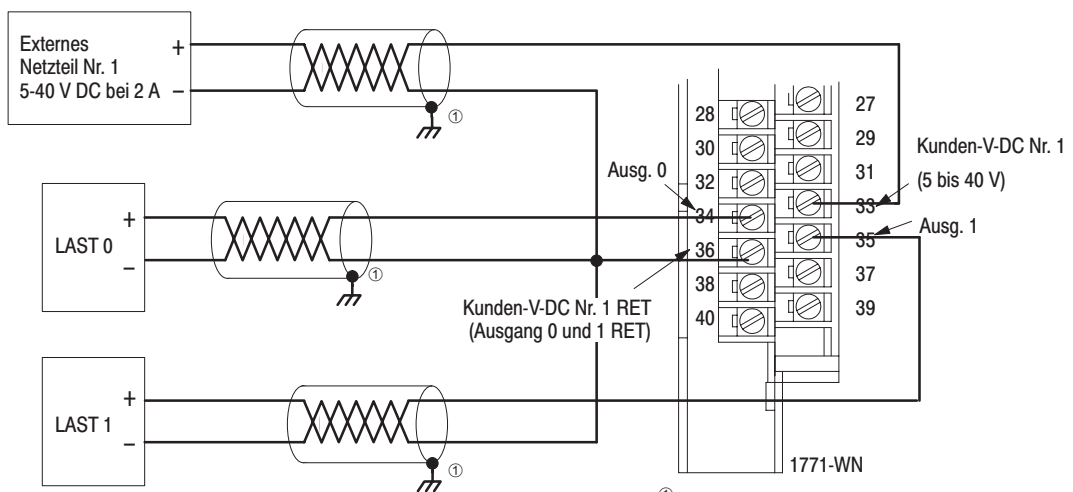 Externes
Netzteil Nr. 1
5-40 V DC bei 2 A
+
–
①
LAST 0
+
–
①
LAST 1
+
–
①
Ausg. 0
Kunden-V-DC Nr. 1 RET
(Ausgang 0 und 1 RET)
28
30
32
34
36
38
40
27
29
31
33
35
37
39
Kunden-V-DC Nr. 1
(5 bis 40 V)
Ausg. 1
1771-WN
①